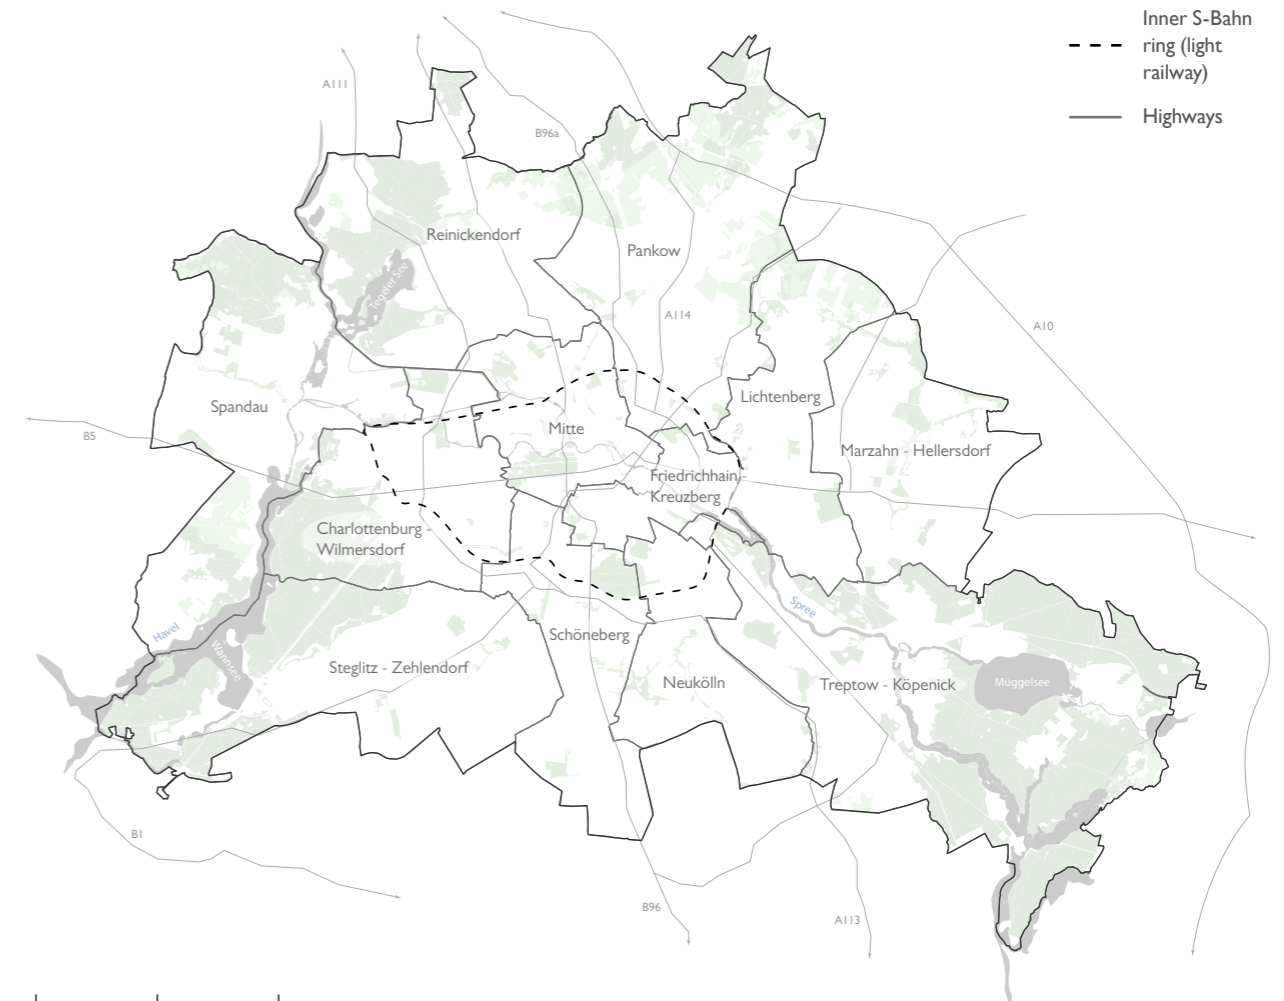 Inner S-Bahn
ring (light
railway)
Highways
A111
B96a
Reinickendorf
Pankow
Tegeler See
A114
A10
Lichtenberg
Spandau
Mitte
B5
Marzahn - Hellersdorf
Friedrichhain -
Kreuzberg
Charlottenburg -
Wilmersdorf
Spree
Havel
Schöneberg
Wannsee
Steglitz - Zehlendorf
Neukölln
Treptow - Köpenick
Müggelsee
B1
B96
A113